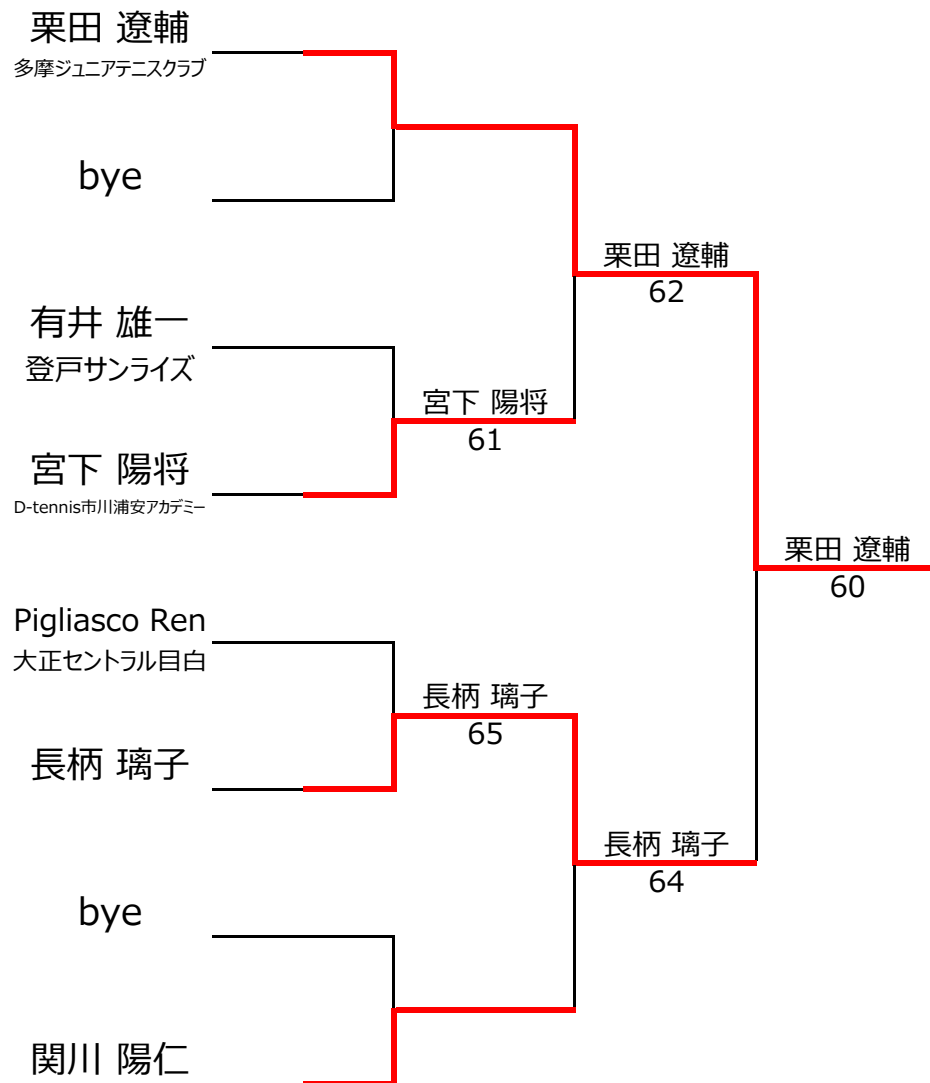 栗田 遼輔
多摩ジュニアテニスクラブ
bye
栗田 遼輔
62
有井 雄一
登戸サンライズ
宮下 陽将
61
宮下 陽将
D-tennis市川浦安アカデミー
栗田 遼輔
60
Pigliasco Ren
大正セントラル目白
長柄 璃子
65
長柄 璃子
長柄 璃子
64
bye
関川 陽仁